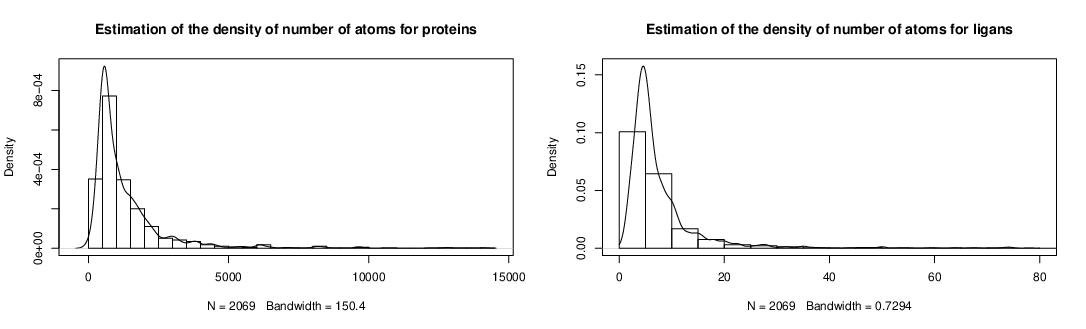 Estimation of the density of number of atoms for proteins
Density
0e+00
4e−04
8e−04
0
5000
10000
15000
N = 2069 Bandwidth = 150.4
Estimation of the density of number of atoms for ligans
Density
0.00
0.05
0.10
0.15
0
20
40
60
80
N = 2069 Bandwidth = 0.7294